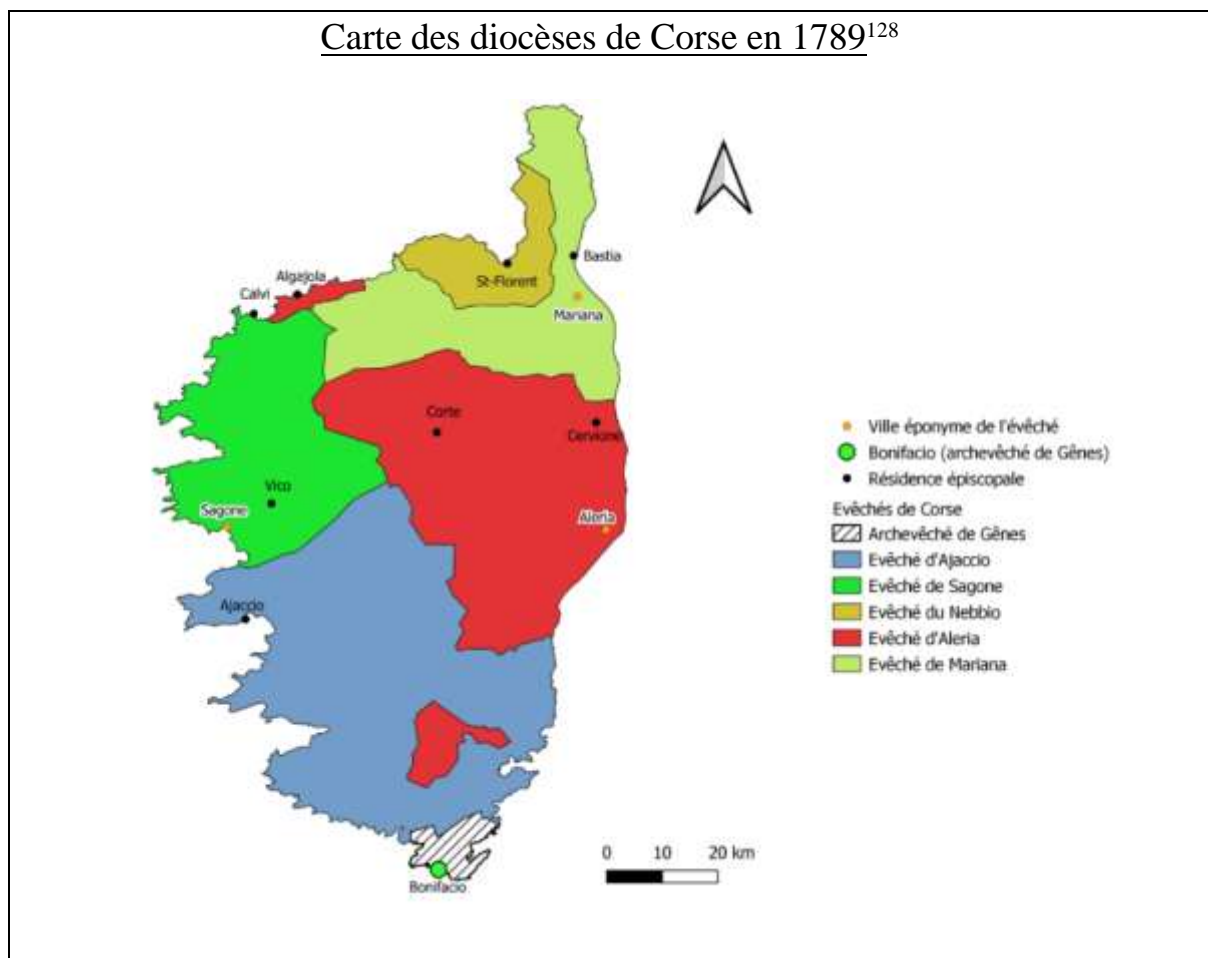 Carte des diocèses de Corse en 1789128
Bastia
St-Florent
Algajola
Calvi
Mariana
Corte
Cervione
Vico
Sagone
Aleria
Ajaccio
Bonifacio
0 10 20 km
Ville éponyme de l'évêché
Bonifacio (archevêché de Gênes)
Résidence épiscopale
Evêchés de Corse
Archevêché de Gênes
Evêché d'Ajaccio
Evêché de Sagone
Evêché du Nebbio
Evêché d'Aleria
Evêché de Mariana